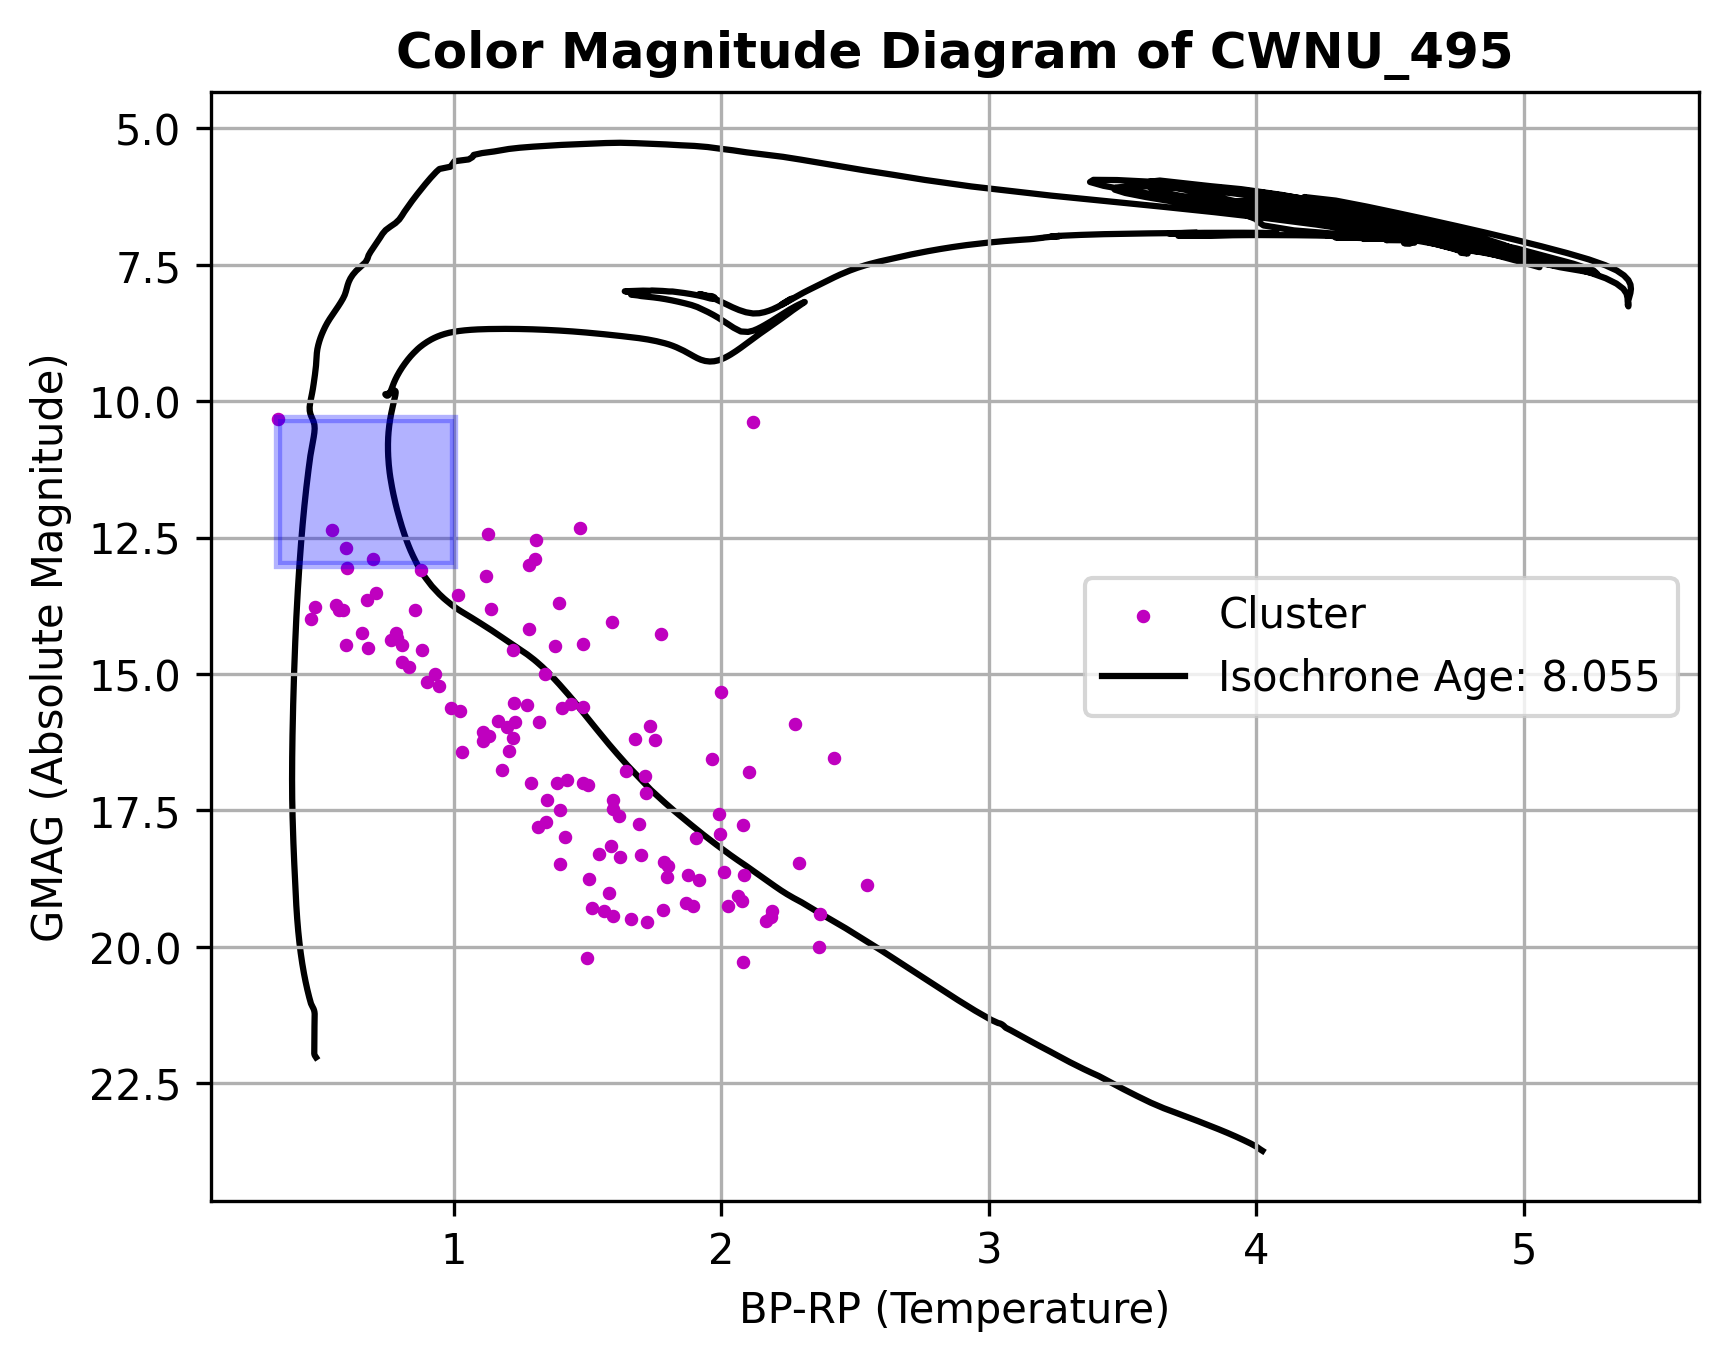 Color Magnitude Diagram of CWNU_495
GMAG (Absolute Magnitude)
5.0
7.5
10.0
12.5
15.0
17.5
20.0
22.5
Cluster
Isochrone Age: 8.055
1 2 3 4 5
BP-RP (Temperature)